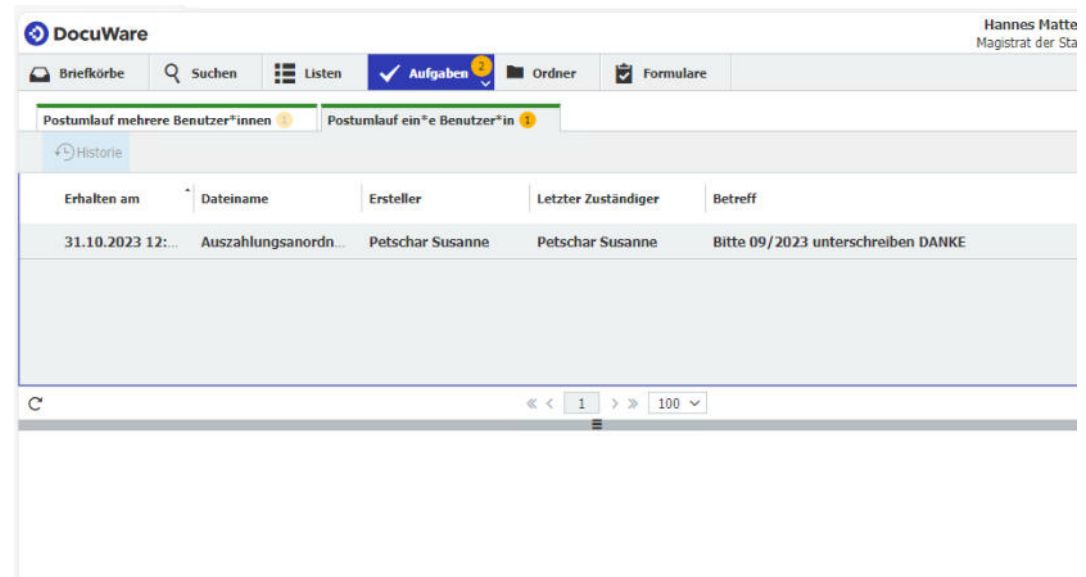 DocuWare
Hannes Matte
Magistrat der Sta
Briefkörbe Suchen Listen Aufgaben 2 Ordner Formulare
Postumlauf mehrere Benutzer*innen 1 Postumlauf ein*e Benutzer*in 1
Historie
Erhalten am Dateiname Ersteller Letzter Zuständiger Betreff
31.10.2023 12:... Auszahlungsanordn... Petschar Susanne Petschar Susanne Bitte 09/2023 unterschreiben DANKE
« < 1 > » 100